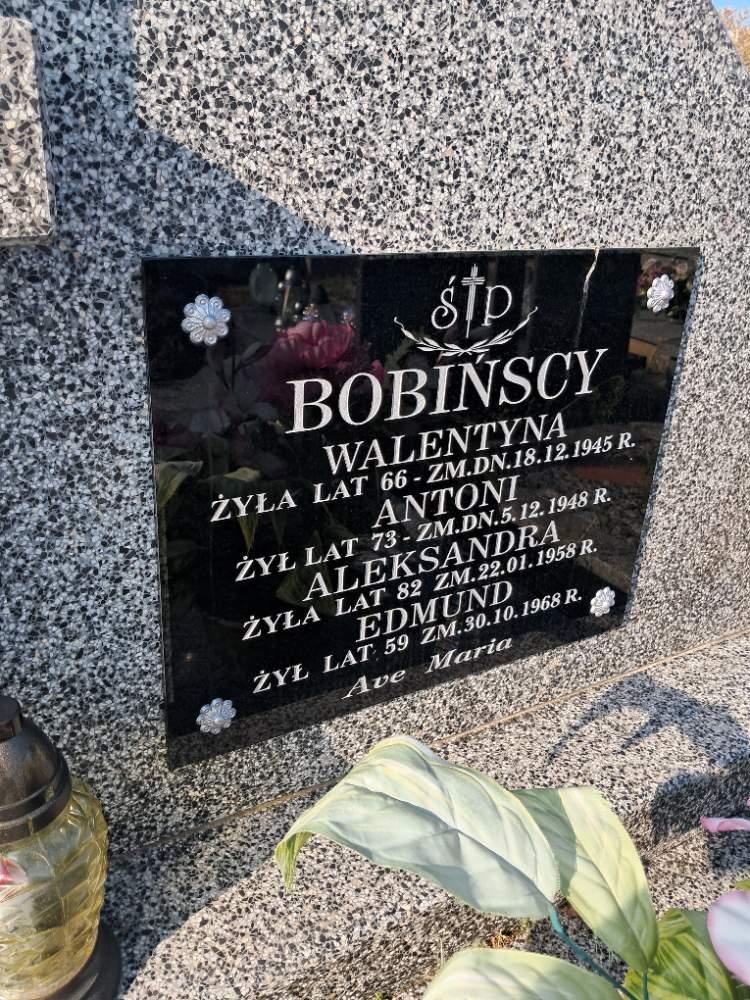 ŚP
BOBIŃSCY
WALENTYNA
ŻYŁA LAT 66 - ZM.DN.18.12.1945 R.
ANTONI
ŻYŁ LAT 73 - ZM.DN.5.12.1948 R.
ALEKSANDRA
ŻYŁA LAT 82 ZM.22.01.1958 R.
EDMUND
ŻYŁ LAT 59 ZM.30.10.1968 R.
Ave Maria